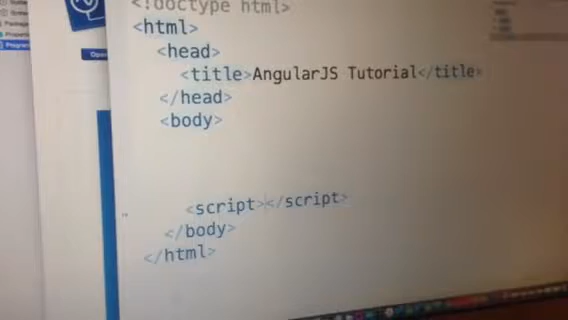 <!doctype html>
<html>
<head>
<title>AngularJS Tutorial</title>
</head>
<body>
<script></script>
</body>
</html>